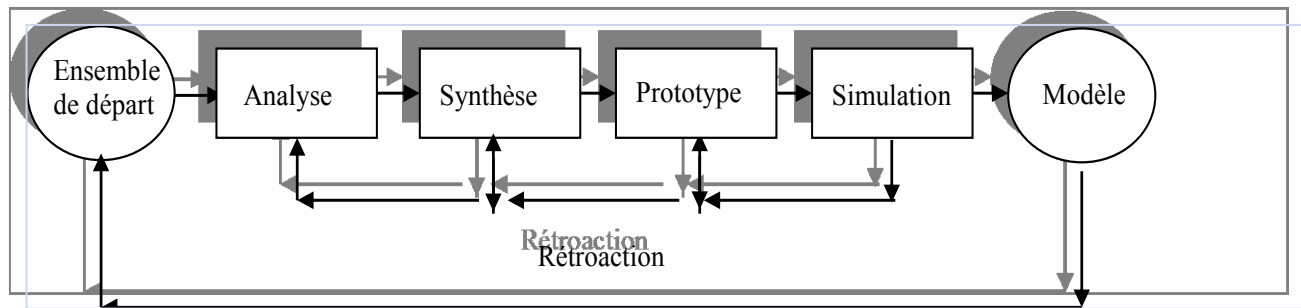 Ensemble
de départ
Analyse
Synthèse
Prototype
Simulation
Modèle
Rétroaction
Rétroaction